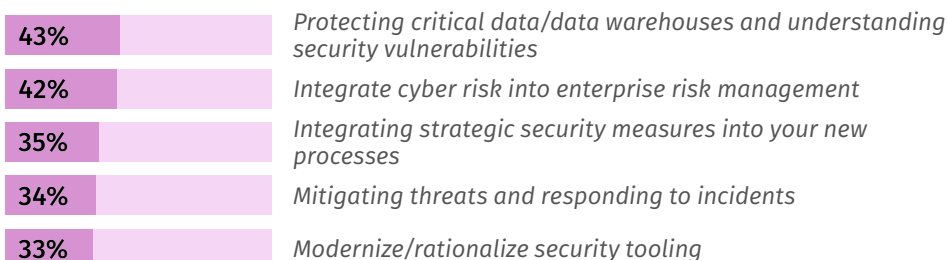 43%
Protecting critical data/data warehouses and understanding
security vulnerabilities
42%
Integrate cyber risk into enterprise risk management
35%
Integrating strategic security measures into your new
processes
34%
Mitigating threats and responding to incidents
33%
Modernize/rationalize security tooling